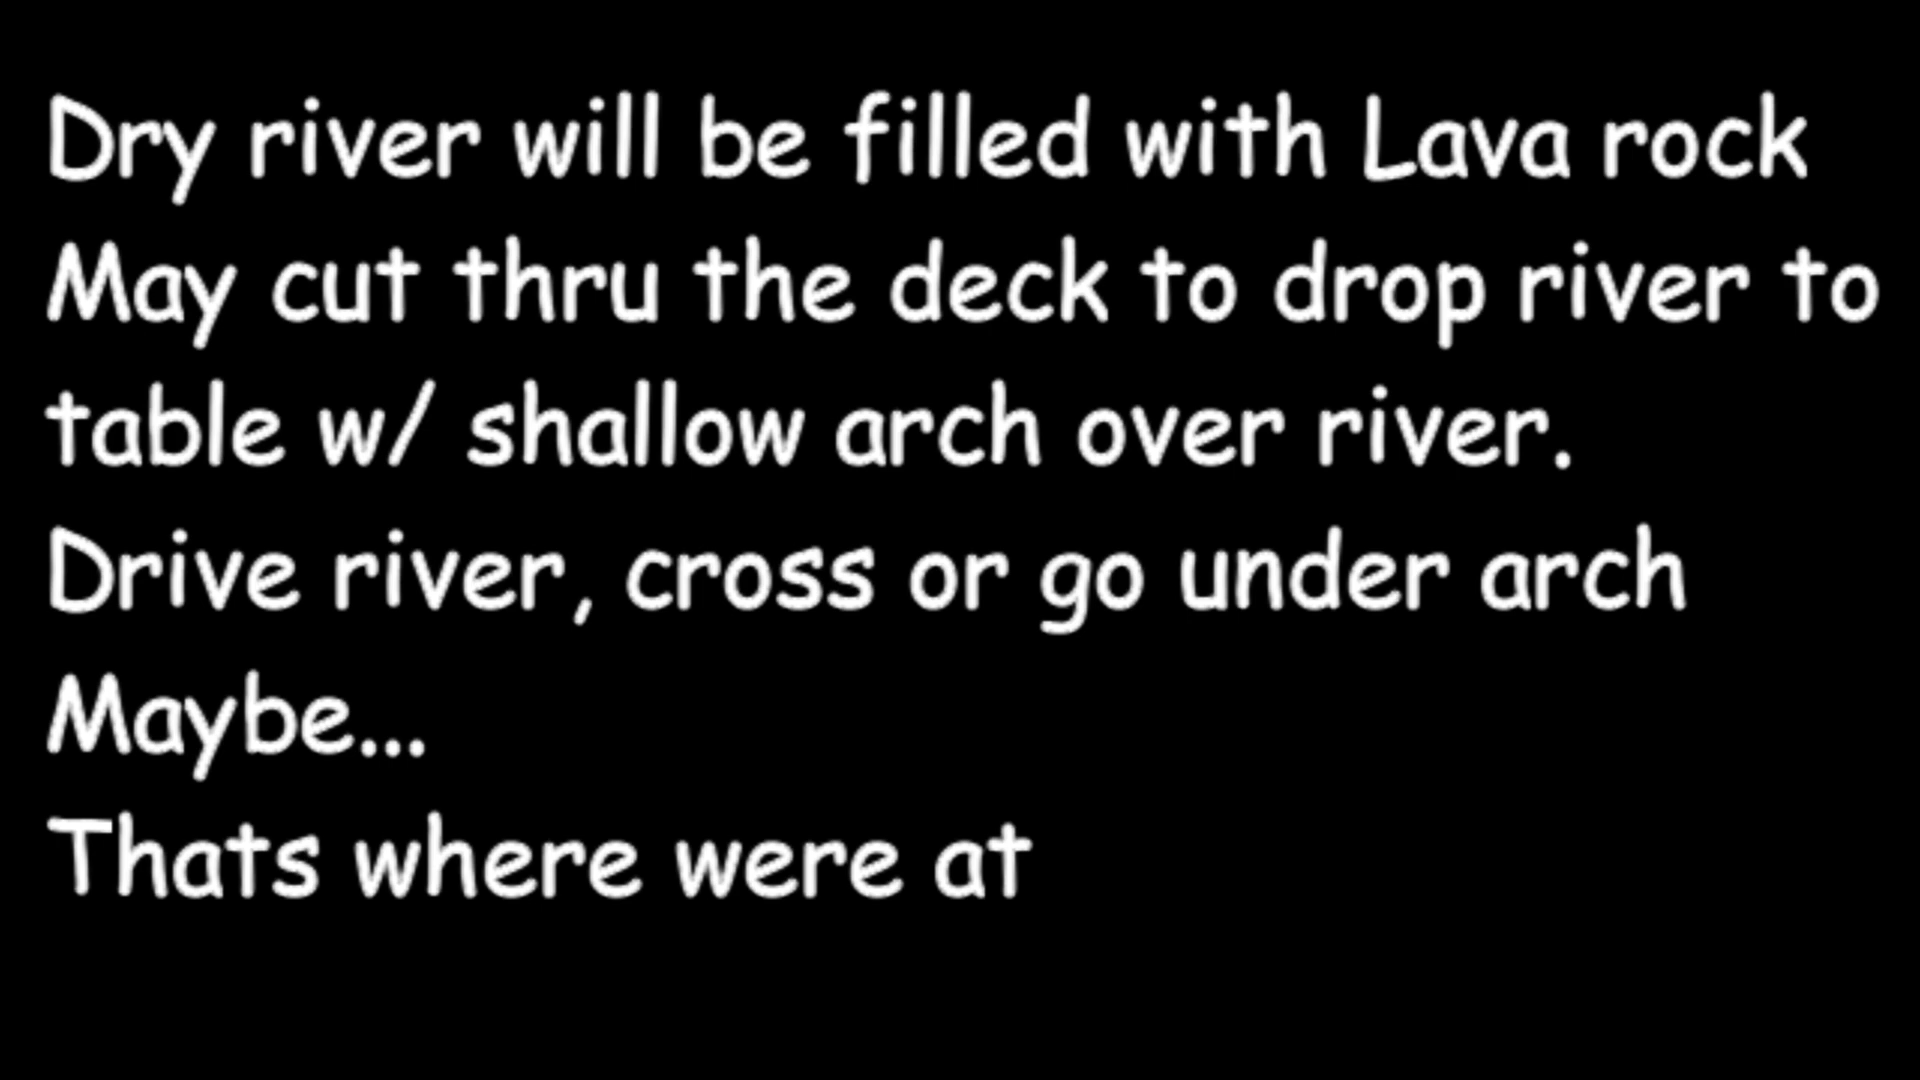 Dry river will be filled with Lava rock
May cut thru the deck to drop river to
table w/ shallow arch over river.
Drive river, cross or go under arch
Maybe...
Thats where were at